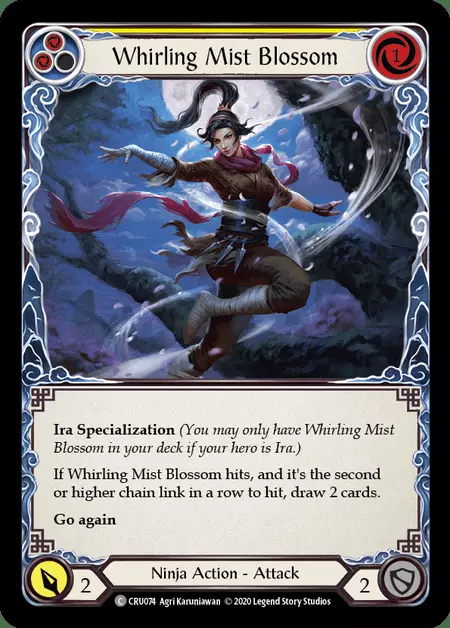 Whirling Mist Blossom
1
Ira Specialization (You may only have Whirling Mist
Blossom in your deck if your hero is Ira.)
If Whirling Mist Blossom hits, and it's the second
or higher chain link in a row to hit, draw 2 cards.
Go again
2
Ninja Action - Attack
2
C CRU074 Agri Karuniawan © 2020 Legend Story Studios